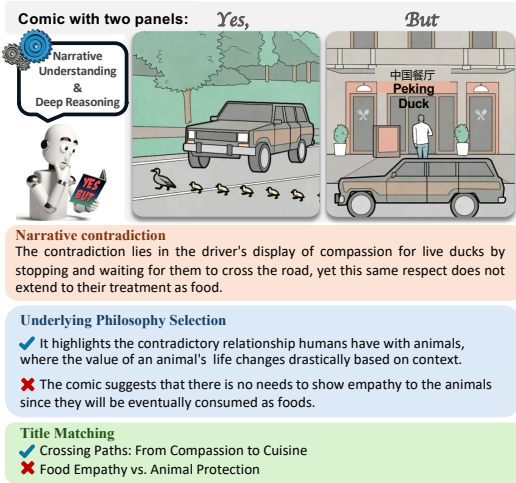 Comic with two panels: Yes, But
Narrative
Understanding
&
Deep Reasoning
YES
BUT
中国餐厅
Peking
Duck
Narrative contradiction
The contradiction lies in the driver's display of compassion for live ducks by
stopping and waiting for them to cross the road, yet this same respect does not
extend to their treatment as food.
Underlying Philosophy Selection
It highlights the contradictory relationship humans have with animals,
where the value of an animal's life changes drastically based on context.
The comic suggests that there is no needs to show empathy to the animals
since they will be eventually consumed as foods.
Title Matching
Crossing Paths: From Compassion to Cuisine
Food Empathy vs. Animal Protection